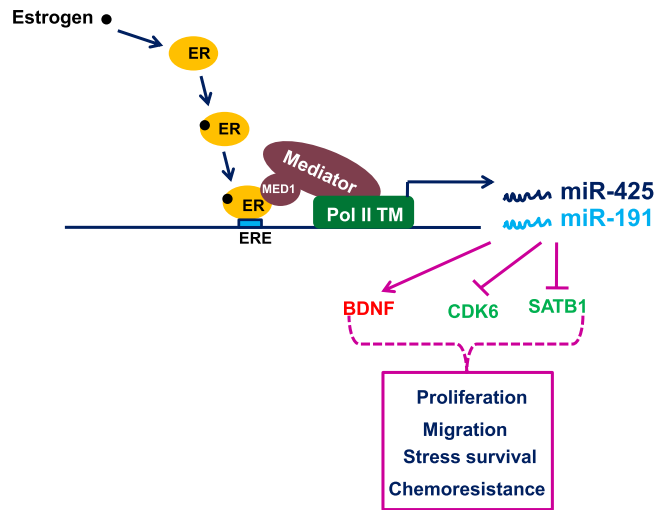 Estrogen
ER
ER
Mediator
MED1
ER
Pol II TM
ERE
miR-425
miR-191
BDNF
CDK6
SATB1
Proliferation
Migration
Stress survival
Chemoresistance